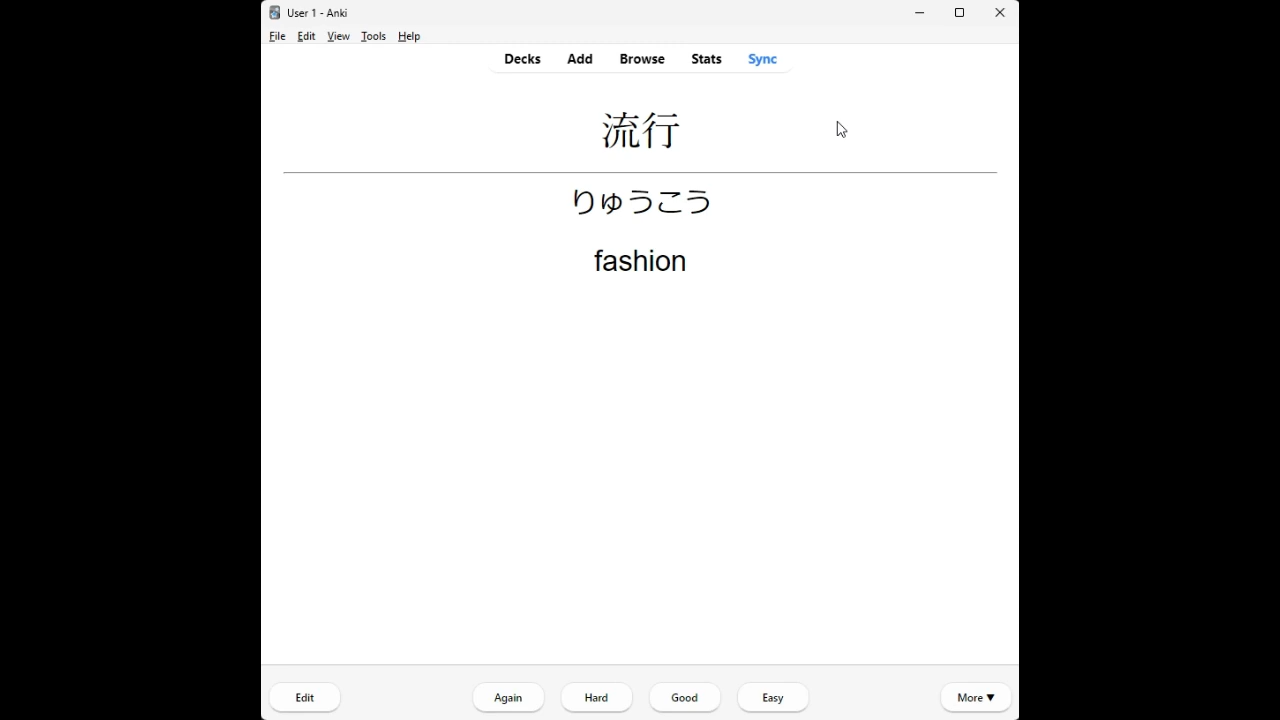 User 1 - Anki
File Edit View Tools Help
Decks Add Browse Stats Sync
流行
りゅうこう
fashion
Edit Again Hard Good Easy More ▼